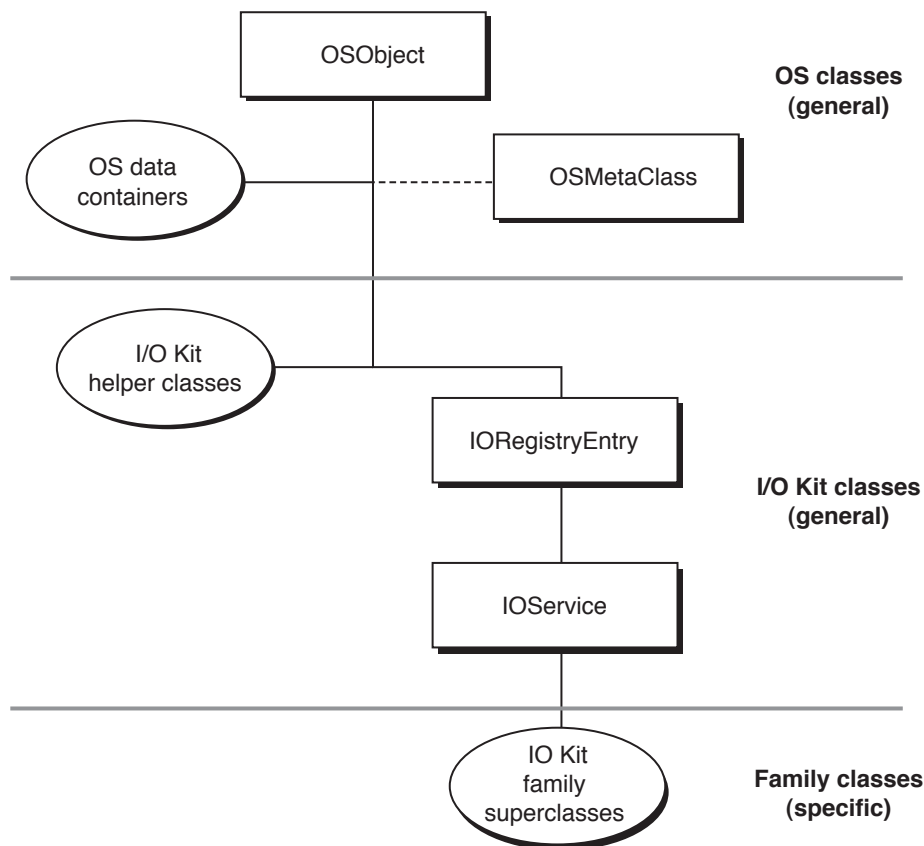 OSObject
OS classes
(general)
OS data
containers
OSMetaClass
I/O Kit
helper classes
IORegistryEntry
I/O Kit classes
(general)
IOService
IO Kit
family
superclasses
Family classes
(specific)